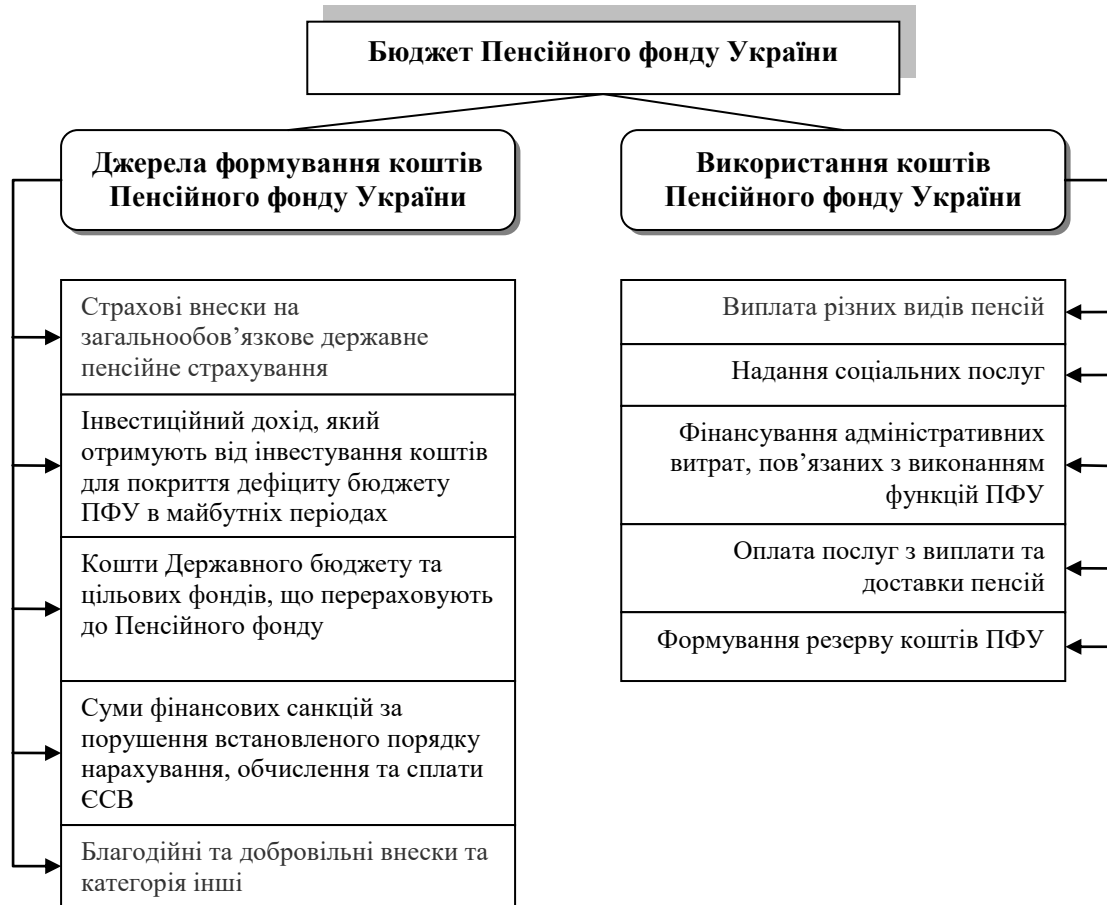 Бюджет Пенсійного фонду України
Джерела формування коштів
Пенсійного фонду України
Страхові внески на
загальнообов’язкове державне
пенсійне страхування
Інвестиційний дохід, який
отримують від інвестування коштів
для покриття дефіциту бюджету
ПФУ в майбутніх періодах
Кошти Державного бюджету та
цільових фондів, що перераховують
до Пенсійного фонду
Суми фінансових санкцій за
порушення встановленого порядку
нарахування, обчислення та сплати
ЄСВ
Благодійні та добровільні внески та
категорія інші
Використання коштів
Пенсійного фонду України
Виплата різних видів пенсій
Надання соціальних послуг
Фінансування адміністративних
витрат, пов’язаних з виконанням
функцій ПФУ
Оплата послуг з виплати та
доставки пенсій
Формування резерву коштів ПФУ